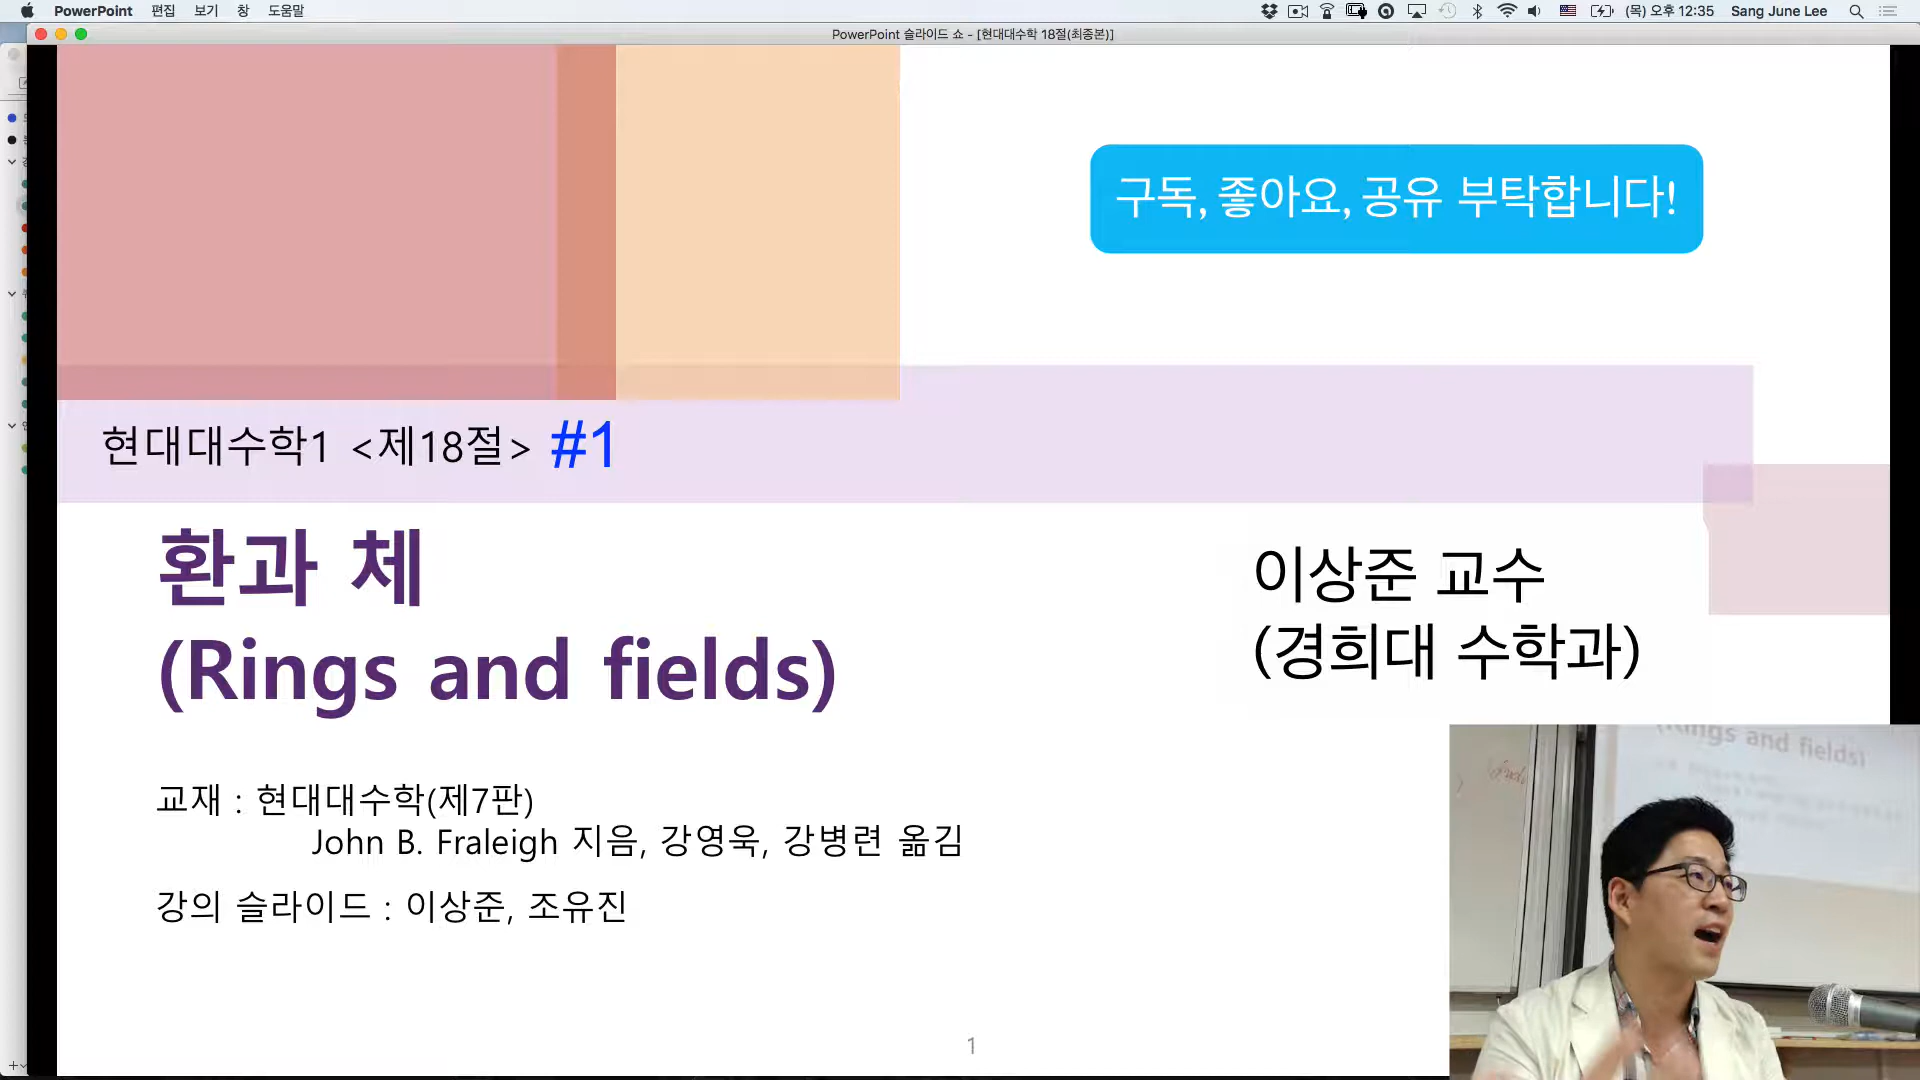 PowerPoint 편집 보기 창 도움말
(목) 오후 12:35 Sang June Lee
PowerPoint 슬라이드 쇼 - [현대대수학 18절(최종본)]
구독, 좋아요, 공유 부탁합니다!
현대대수학1 <제18절> #1
환과 체
(Rings and fields)
이상준 교수
(경희대 수학과)
교재 : 현대대수학(제7판)
John B. Fraleigh 지음, 강영욱, 강병련 옮김
강의 슬라이드 : 이상준, 조유진
1
(Rings and fields)